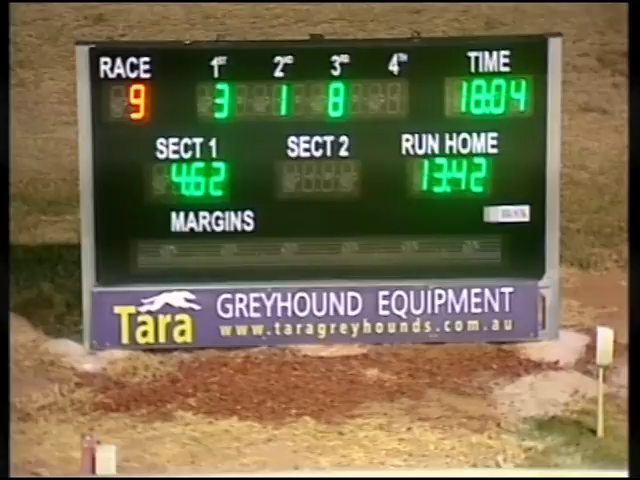 RACE 1ST 2ND 3RD 4TH TIME
9 3 1 8 18.04
SECT 1 SECT 2 RUN HOME
4.62 13.42
MARGINS
Tara GREYHOUND EQUIPMENT
www.taragreyhounds.com.au